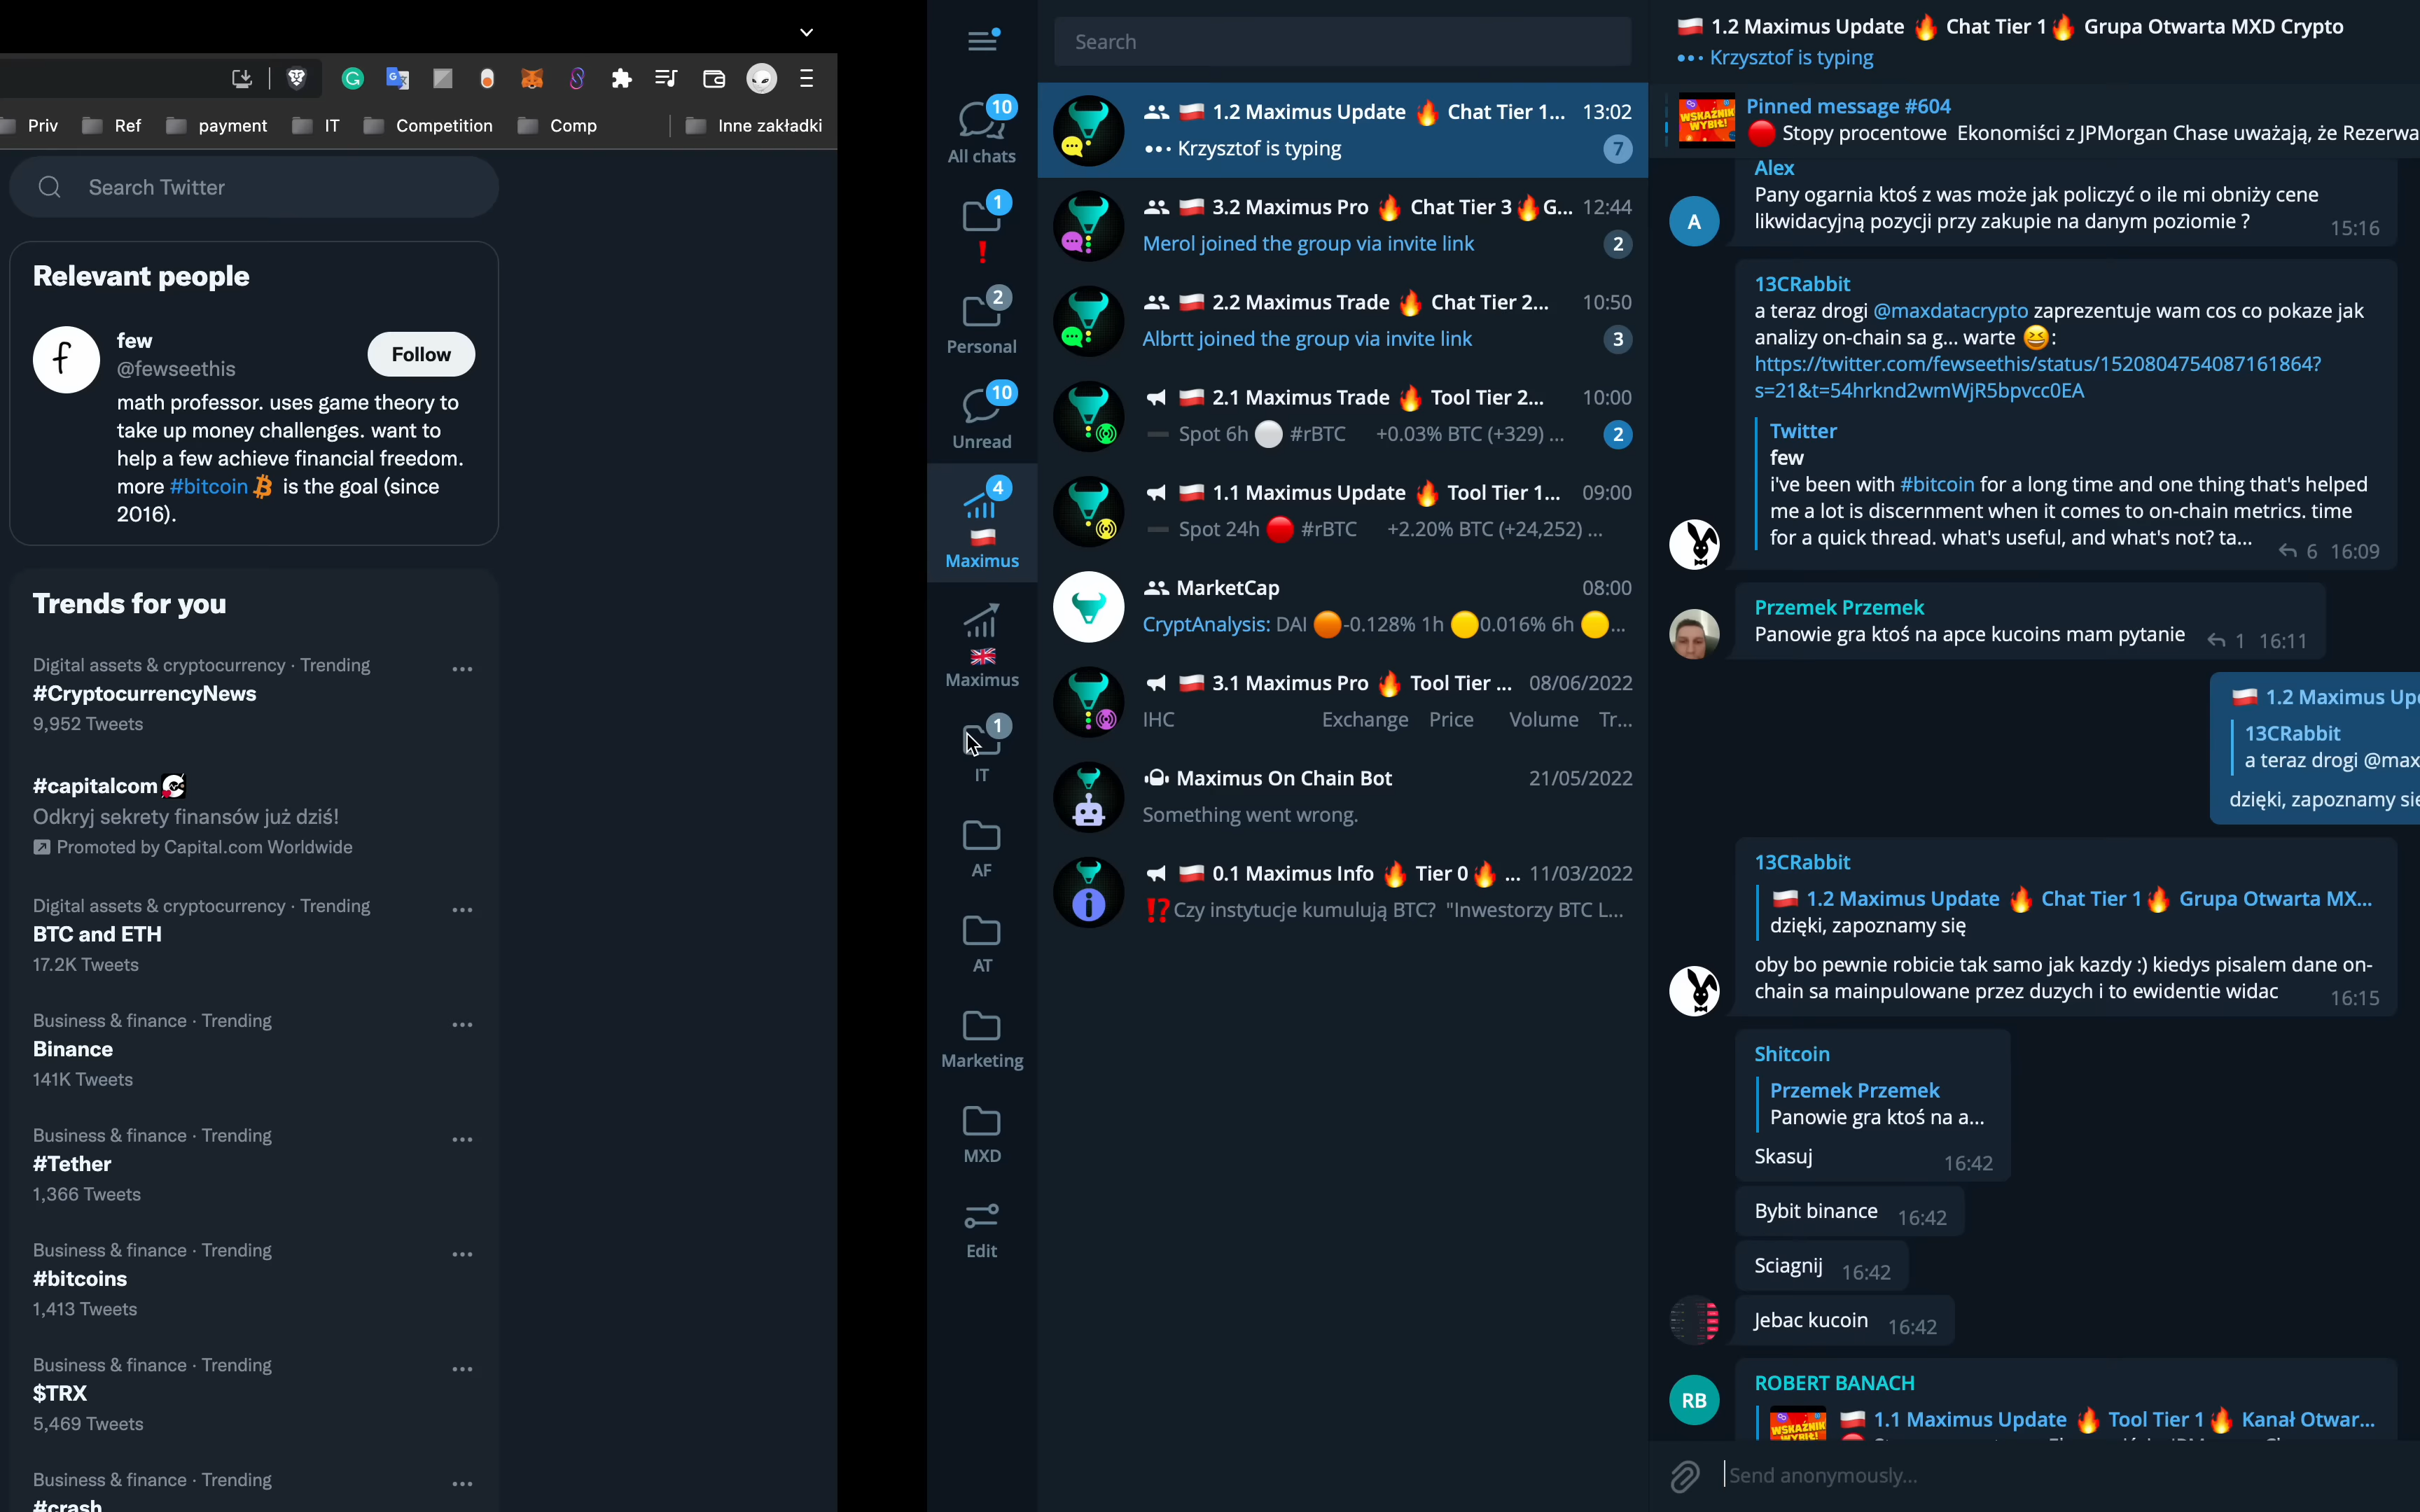 Priv
Ref
payment
IT
Competition
Comp
Inne zakładki
Search Twitter
Relevant people
few
@fewseethis
Follow
math professor. uses game theory to
take up money challenges. want to
help a few achieve financial freedom.
more #bitcoin is the goal (since
2016).
Trends for you
Digital assets & cryptocurrency · Trending
#CryptocurrencyNews
9,952 Tweets
#capitalcom
Odkryj sekrety finansów już dziś!
Promoted by Capital.com Worldwide
Digital assets & cryptocurrency · Trending
BTC and ETH
17.2K Tweets
Business & finance · Trending
Binance
141K Tweets
Business & finance · Trending
#Tether
1,366 Tweets
Business & finance · Trending
#bitcoins
1,413 Tweets
Business & finance · Trending
$TRX
5,469 Tweets
Business & finance · Trending
#crash
10
All chats
1
2
Personal
10
Unread
4
Maximus
Maximus
1
IT
AF
AT
Marketing
MXD
Edit
Search
1.2 Maximus Update 🔥 Chat Tier 1... 13:02
Krzysztof is typing 7
3.2 Maximus Pro 🔥 Chat Tier 3 🔥G... 12:44
Merol joined the group via invite link 2
2.2 Maximus Trade 🔥 Chat Tier 2... 10:50
Albrtt joined the group via invite link 3
2.1 Maximus Trade 🔥 Tool Tier 2... 10:00
Spot 6h ⚪ #rBTC +0.03% BTC (+329) ... 2
1.1 Maximus Update 🔥 Tool Tier 1... 09:00
Spot 24h 🔴 #rBTC +2.20% BTC (+24,252) ...
MarketCap 08:00
CryptAnalysis: DAI 🟠-0.128% 1h 🟡0.016% 6h 🟡...
3.1 Maximus Pro 🔥 Tool Tier ... 08/06/2022
IHC Exchange Price Volume Tr...
Maximus On Chain Bot 21/05/2022
Something went wrong.
0.1 Maximus Info 🔥 Tier 0🔥 ... 11/03/2022
⁉️Czy instytucje kumulują BTC? "Inwestorzy BTC L...
1.2 Maximus Update 🔥 Chat Tier 1🔥 Grupa Otwarta MXD Crypto
Krzysztof is typing
WSKAŹNIK
WYBIŁ!
Pinned message #604
🔴 Stopy procentowe Ekonomiści z JPMorgan Chase uważają, że Rezerwa
Alex
Pany ogarnia ktoś z was może jak policzyć o ile mi obniży cene
likwidacyjną pozycji przy zakupie na danym poziomie ? 15:16
A
13CRabbit
a teraz drogi @maxdatacrypto zaprezentuje wam cos co pokaze jak
analizy on-chain sa g... warte 😆:
https://twitter.com/fewseethis/status/1520804754087161864?
s=21&t=54hrknd2wmWjR5bpvcc0EA
Twitter
few
i've been with #bitcoin for a long time and one thing that's helped
me a lot is discernment when it comes to on-chain metrics. time
for a quick thread. what's useful, and what's not? ta... 6 16:09
Przemek Przemek
Panowie gra ktoś na apce kucoins mam pytanie 1 16:11
1.2 Maximus Upd
13CRabbit
a teraz drogi @max
dzięki, zapoznamy się
13CRabbit
1.2 Maximus Update 🔥 Chat Tier 1🔥 Grupa Otwarta MX...
dzięki, zapoznamy się
oby bo pewnie robicie tak samo jak kazdy :) kiedys pisalem dane on-
chain sa mainpulowane przez duzych i to ewidentie widac 16:15
Shitcoin
Przemek Przemek
Panowie gra ktoś na a...
Skasuj 16:42
Bybit binance 16:42
Sciagnij 16:42
Jebac kucoin 16:42
RB
ROBERT BANACH
WSKAŹNIK
WYBIŁ!
1.1 Maximus Update 🔥 Tool Tier 1🔥 Kanał Otwar...
Send anonymously...